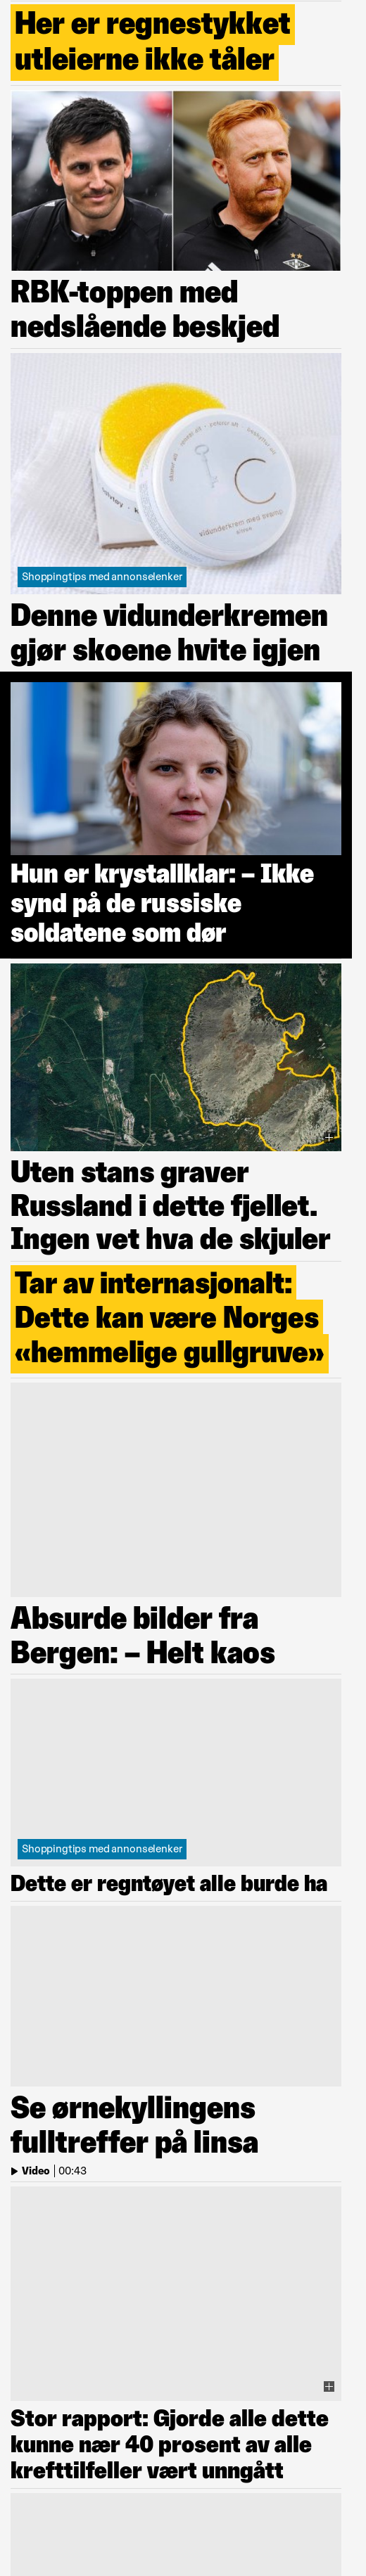 Her er regnestykket
utleierne ikke tåler
RBK-toppen med
nedslående beskjed
vidunderkrem med svamp
Shoppingtips med annonselenker
Denne vidunderkremen
gjør skoene hvite igjen
Hun er krystallklar: – Ikke
synd på de russiske
soldatene som dør
Uten stans graver
Russland i dette fjellet.
Ingen vet hva de skjuler
Tar av internasjonalt:
Dette kan være Norges
«hemmelige gullgruve»
Absurde bilder fra
Bergen: – Helt kaos
Shoppingtips med annonselenker
Dette er regntøyet alle burde ha
Se ørnekyllingens
fulltreffer på linsa
Video | 00:43
Stor rapport: Gjorde alle dette
kunne nær 40 prosent av alle
krefttilfeller vært unngått